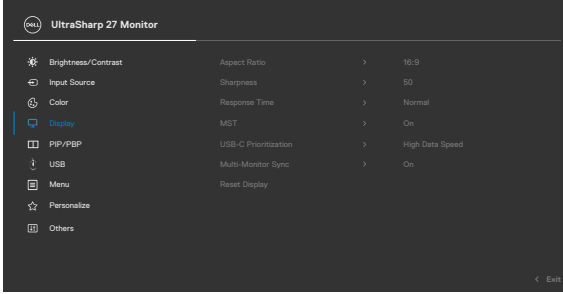 DELL UltraSharp 27 Monitor
Brightness/Contrast Aspect Ratio > 16:9
Input Source Sharpness > 50
Color Response Time > Normal
Display MST > On
PIP/PBP USB-C Prioritization > High Data Speed
USB Multi-Monitor Sync > On
Menu Reset Display
Personalize
Others
< Exit